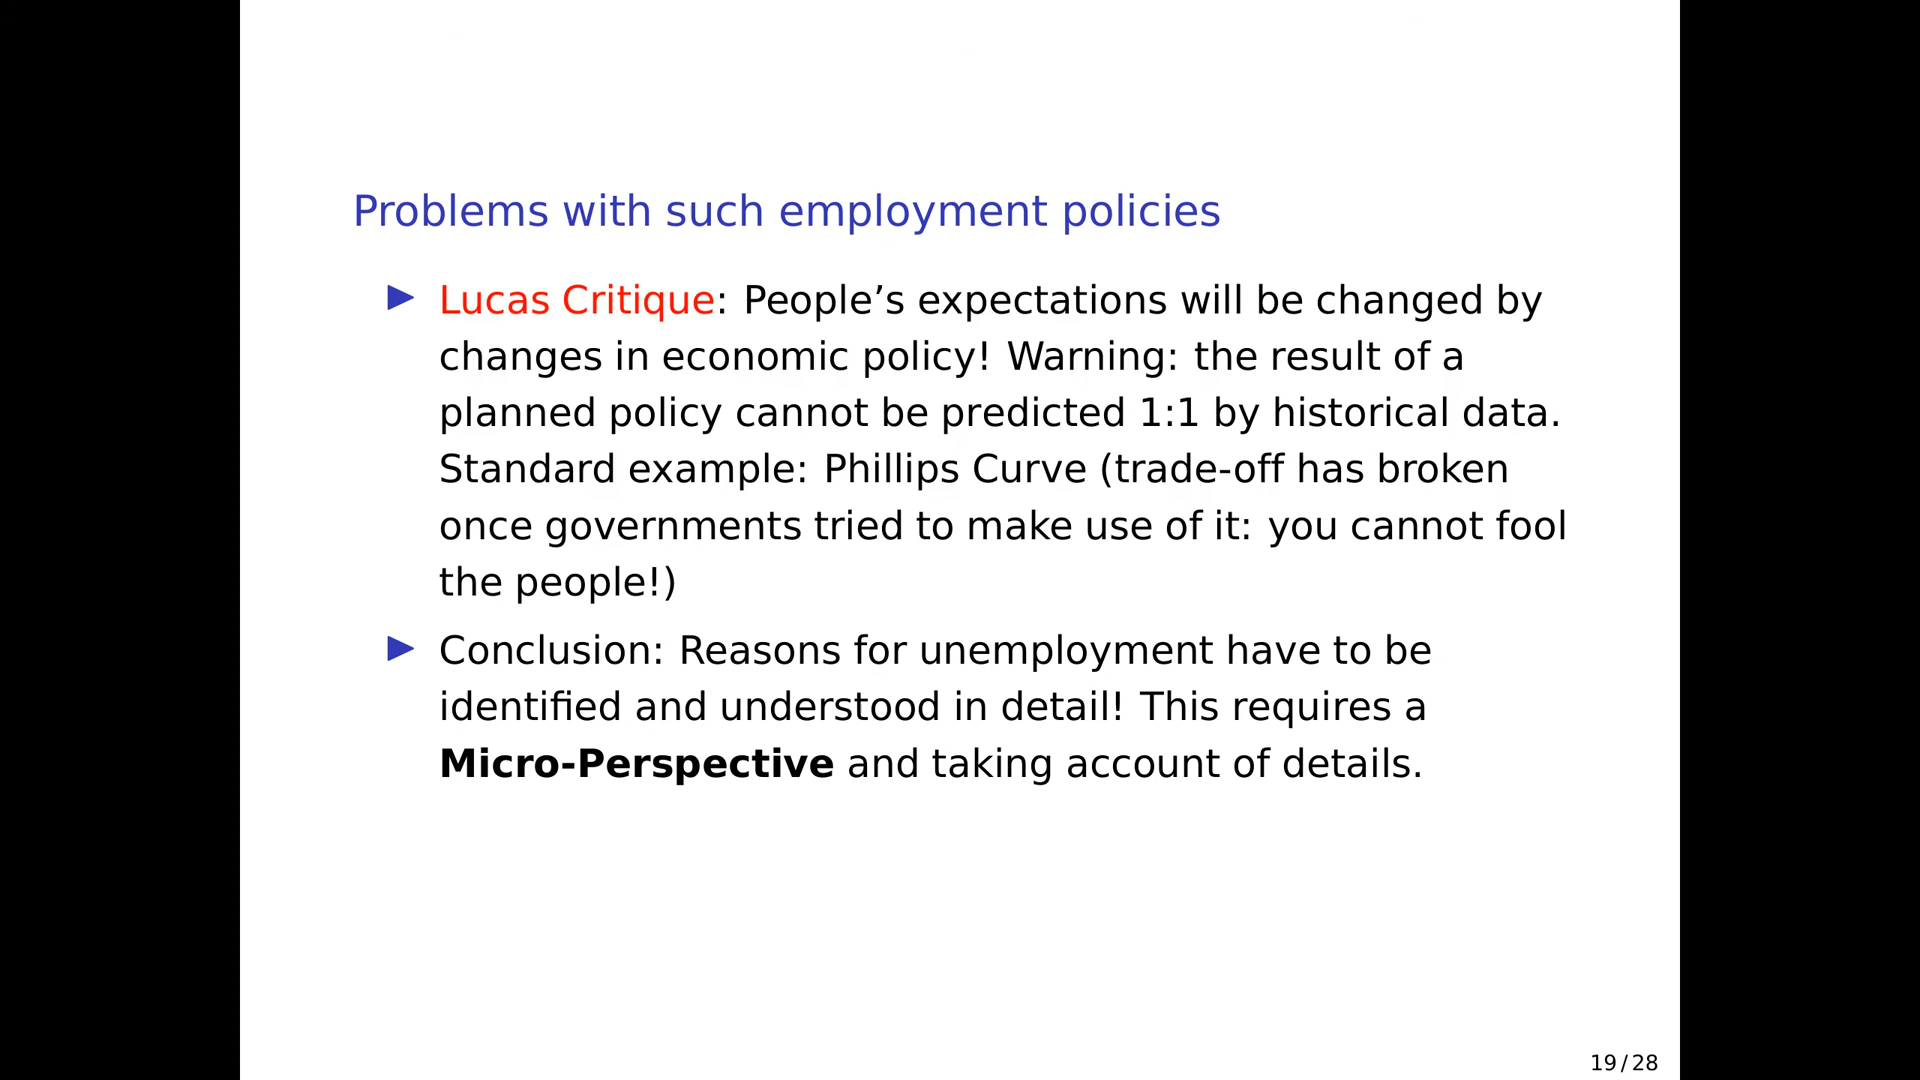 Problems with such employment policies
▶ Lucas Critique: People’s expectations will be changed by
changes in economic policy! Warning: the result of a
planned policy cannot be predicted 1:1 by historical data.
Standard example: Phillips Curve (trade-off has broken
once governments tried to make use of it: you cannot fool
the people!)
▶ Conclusion: Reasons for unemployment have to be
identified and understood in detail! This requires a
Micro-Perspective and taking account of details.
19/28